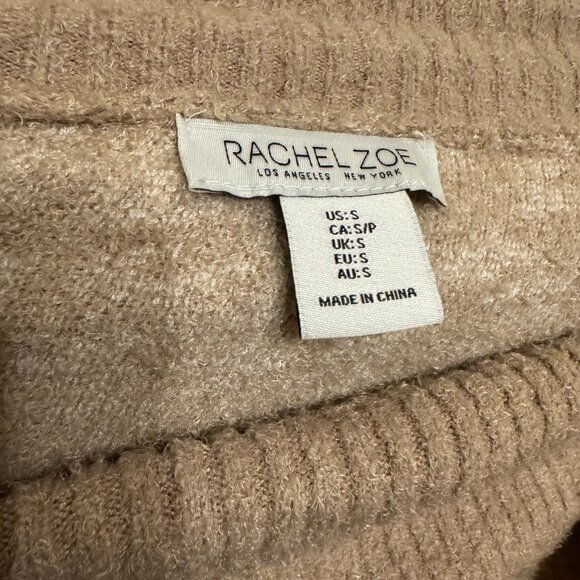 RACHEL ZOE
LOS ANGELES NEW YORK
US: S
CA: S/P
UK: S
EU: S
AU: S
MADE IN CHINA